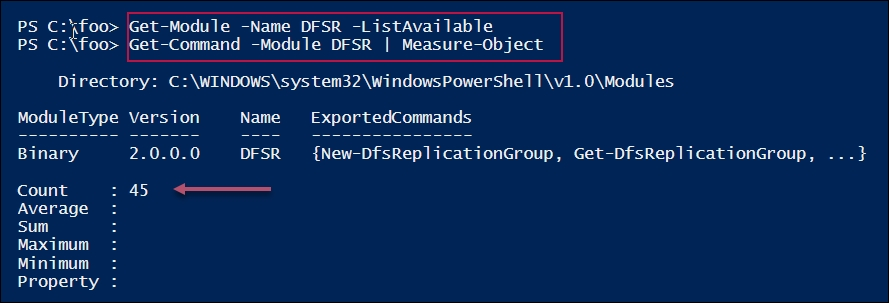 PS C:\foo> Get-Module -Name DFSR -ListAvailable
PS C:\foo> Get-Command -Module DFSR | Measure-Object
Directory: C:\WINDOWS\system32\WindowsPowerShell\v1.0\Modules
ModuleType Version Name ExportedCommands
---------- ------- ---- ----------------
Binary 2.0.0.0 DFSR {New-DfsReplicationGroup, Get-DfsReplicationGroup, ...}
Count : 45
Average :
Sum :
Maximum :
Minimum :
Property :